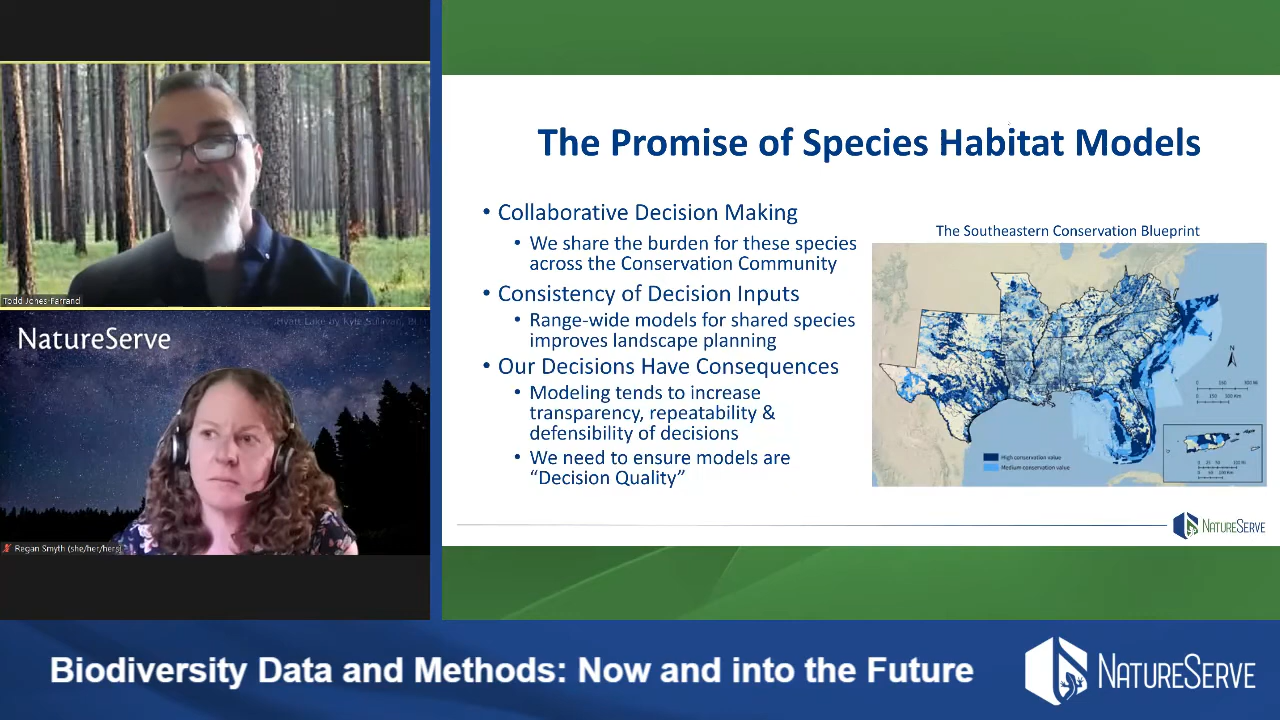 Todd Jones-Farrand
NatureServe
Regan Smyth (she/her/hers)
The Promise of Species Habitat Models
• Collaborative Decision Making
• We share the burden for these species
across the Conservation Community
• Consistency of Decision Inputs
• Range-wide models for shared species
improves landscape planning
• Our Decisions Have Consequences
• Modeling tends to increase
transparency, repeatability &
defensibility of decisions
• We need to ensure models are
“Decision Quality”
The Southeastern Conservation Blueprint
N
High conservation value
Medium conservation value
NATURESERVE
Biodiversity Data and Methods: Now and into the Future
NATURESERVE